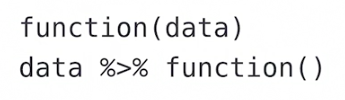 function(data)
data %>% function()